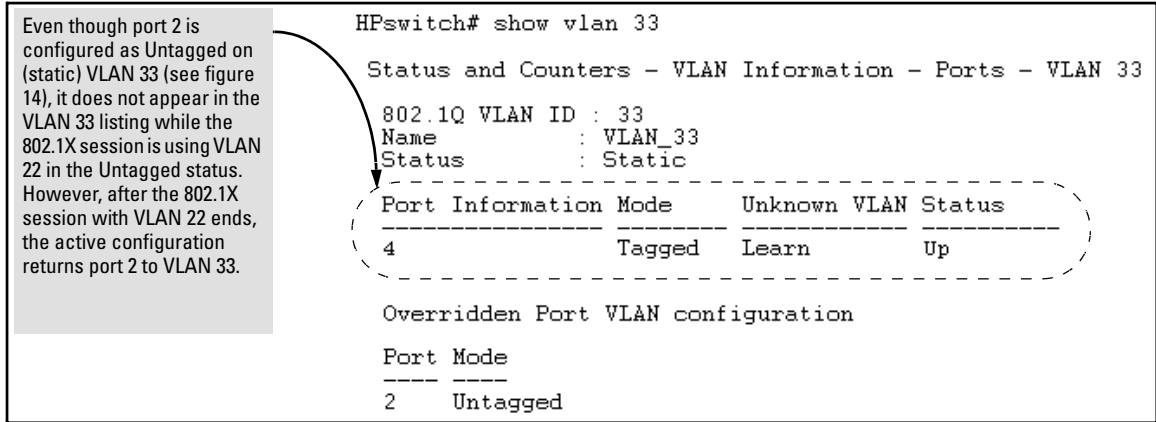 Even though port 2 is
configured as Untagged on
(static) VLAN 33 (see figure
14), it does not appear in the
VLAN 33 listing while the
802.1X session is using VLAN
22 in the Untagged status.
However, after the 802.1X
session with VLAN 22 ends,
the active configuration
returns port 2 to VLAN 33.
HPswitch# show vlan 33
Status and Counters - VLAN Information - Ports - VLAN 33
802.1Q VLAN ID : 33
Name : VLAN_33
Status : Static
Port Information Mode Unknown VLAN Status
---------------- -------- ------------ ----------
4 Tagged Learn Up
Overridden Port VLAN configuration
Port Mode
---- ----
2 Untagged